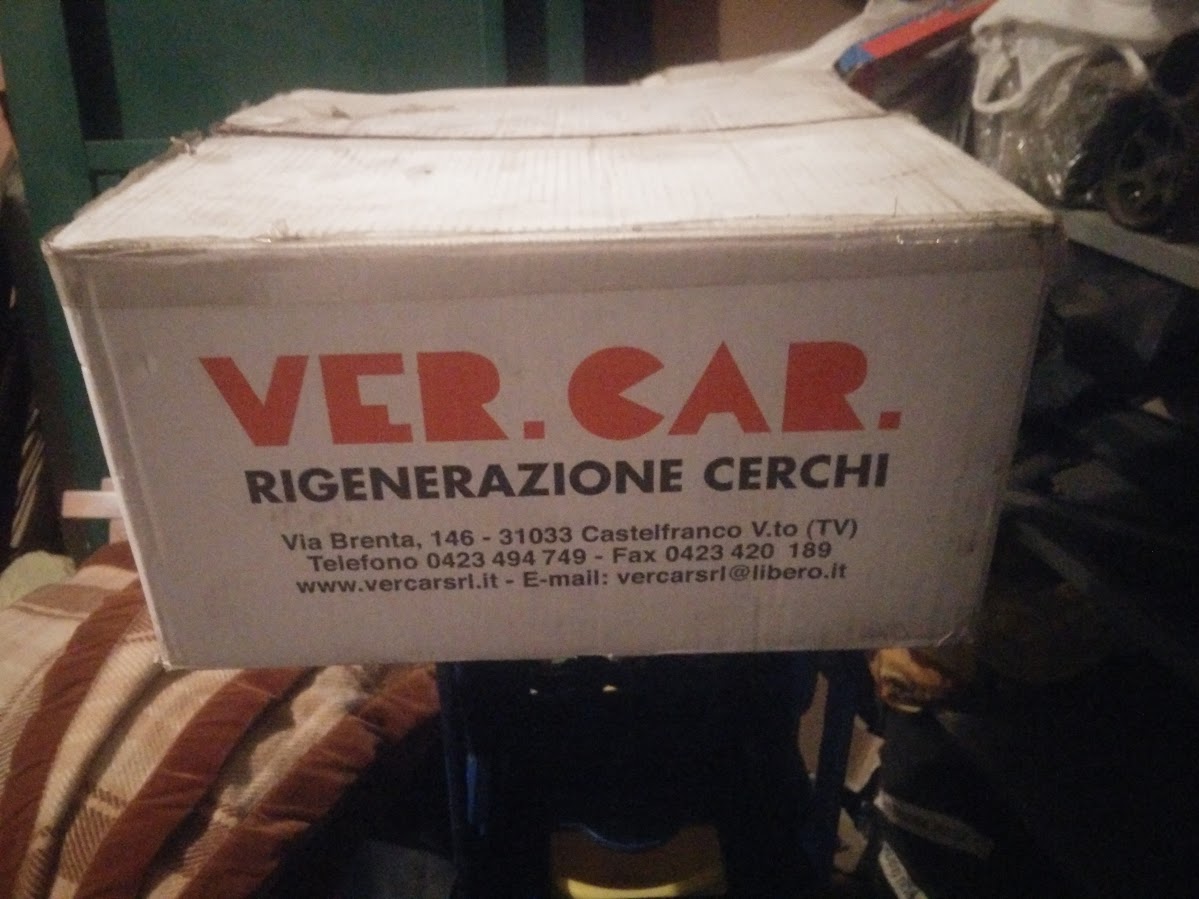 VER.CAR.
RIGENERAZIONE CERCHI
Via Brenta, 146 - 31033 Castelfranco V.to (TV)
Telefono 0423 494 749 - Fax 0423 420 189
www.vercarsrl.it - E-mail: vercarsrl@libero.it